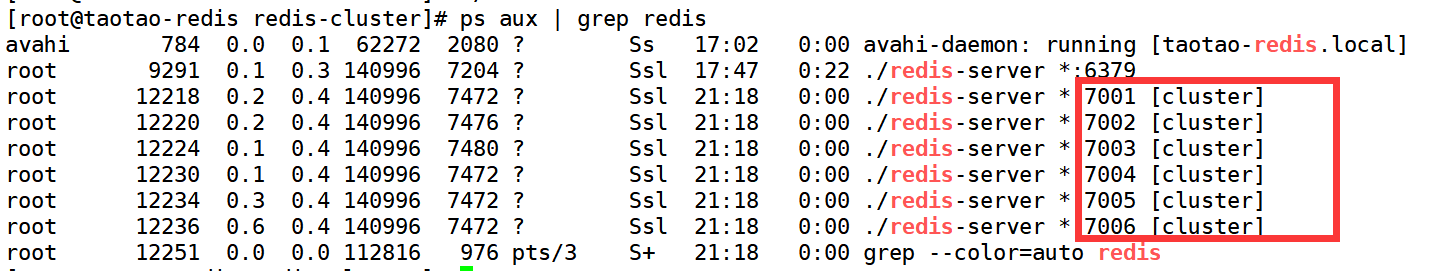 [root@taotao-redis redis-cluster]# ps aux | grep redis
avahi      784  0.0  0.1  62272  2080 ?        Ss   17:02   0:00 avahi-daemon: running [taotao-redis.local]
root      9291  0.1  0.3 140996  7204 ?        Ssl  17:47   0:22 ./redis-server *:6379
root     12218  0.2  0.4 140996  7472 ?        Ssl  21:18   0:00 ./redis-server * 7001 [cluster]
root     12220  0.2  0.4 140996  7476 ?        Ssl  21:18   0:00 ./redis-server * 7002 [cluster]
root     12224  0.1  0.4 140996  7480 ?        Ssl  21:18   0:00 ./redis-server * 7003 [cluster]
root     12230  0.1  0.4 140996  7472 ?        Ssl  21:18   0:00 ./redis-server * 7004 [cluster]
root     12234  0.3  0.4 140996  7472 ?        Ssl  21:18   0:00 ./redis-server * 7005 [cluster]
root     12236  0.6  0.4 140996  7472 ?        Ssl  21:18   0:00 ./redis-server * 7006 [cluster]
root     12251  0.0  0.0 112816   976 pts/3    S+   21:18   0:00 grep --color=auto redis